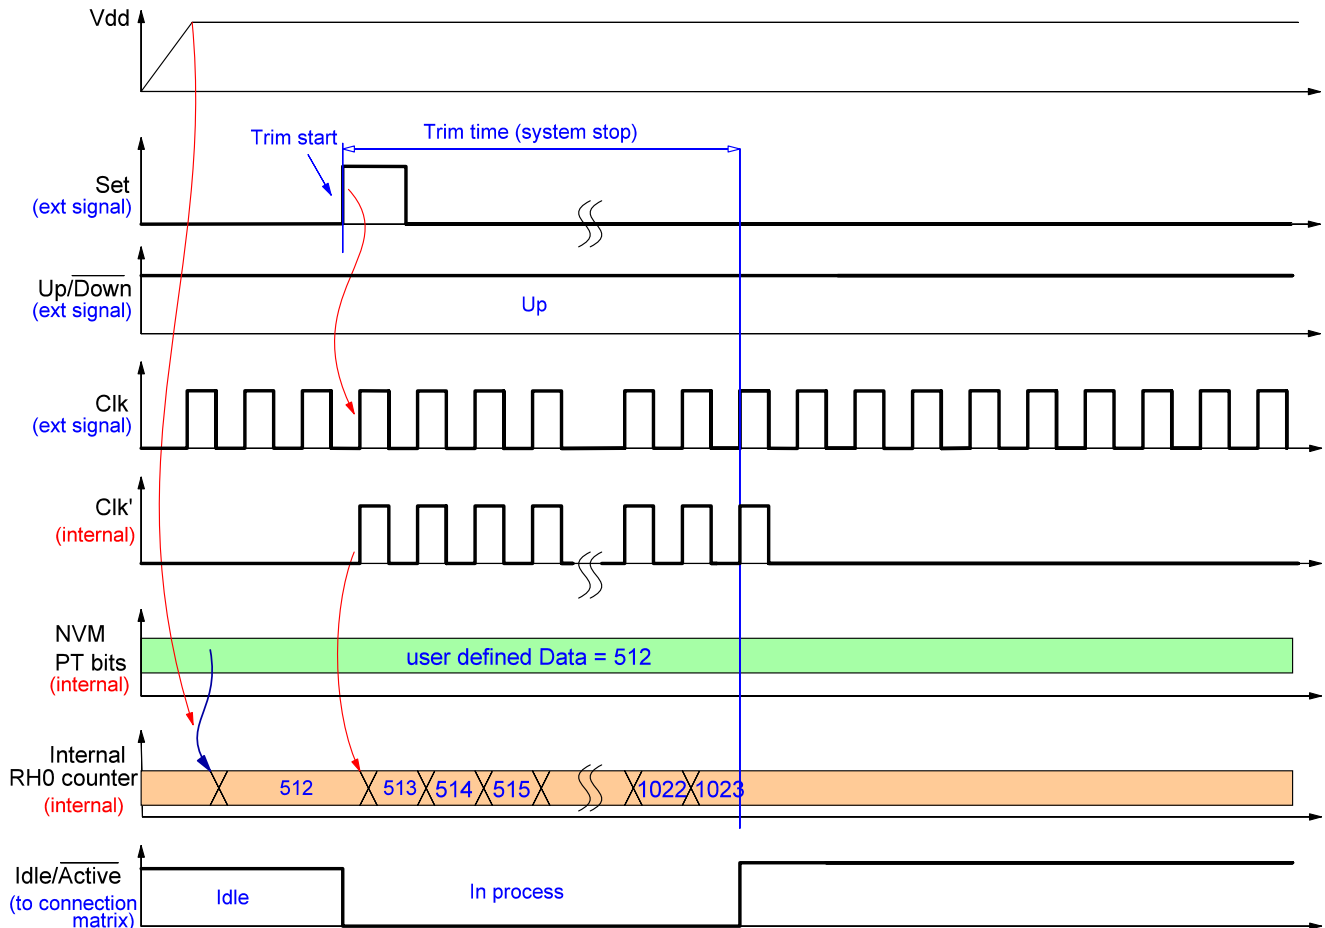 Vdd
Trim start
Trim time (system stop)
Set
(ext signal)
Up/Down
(ext signal)
Up
Clk
(ext signal)
Clk'
(internal)
NVM
PT bits
(internal)
user defined Data = 512
Internal
RH0 counter
(internal)
512
513
514
515
1022
1023
Idle/Active
(to connection
matrix)
Idle
In process